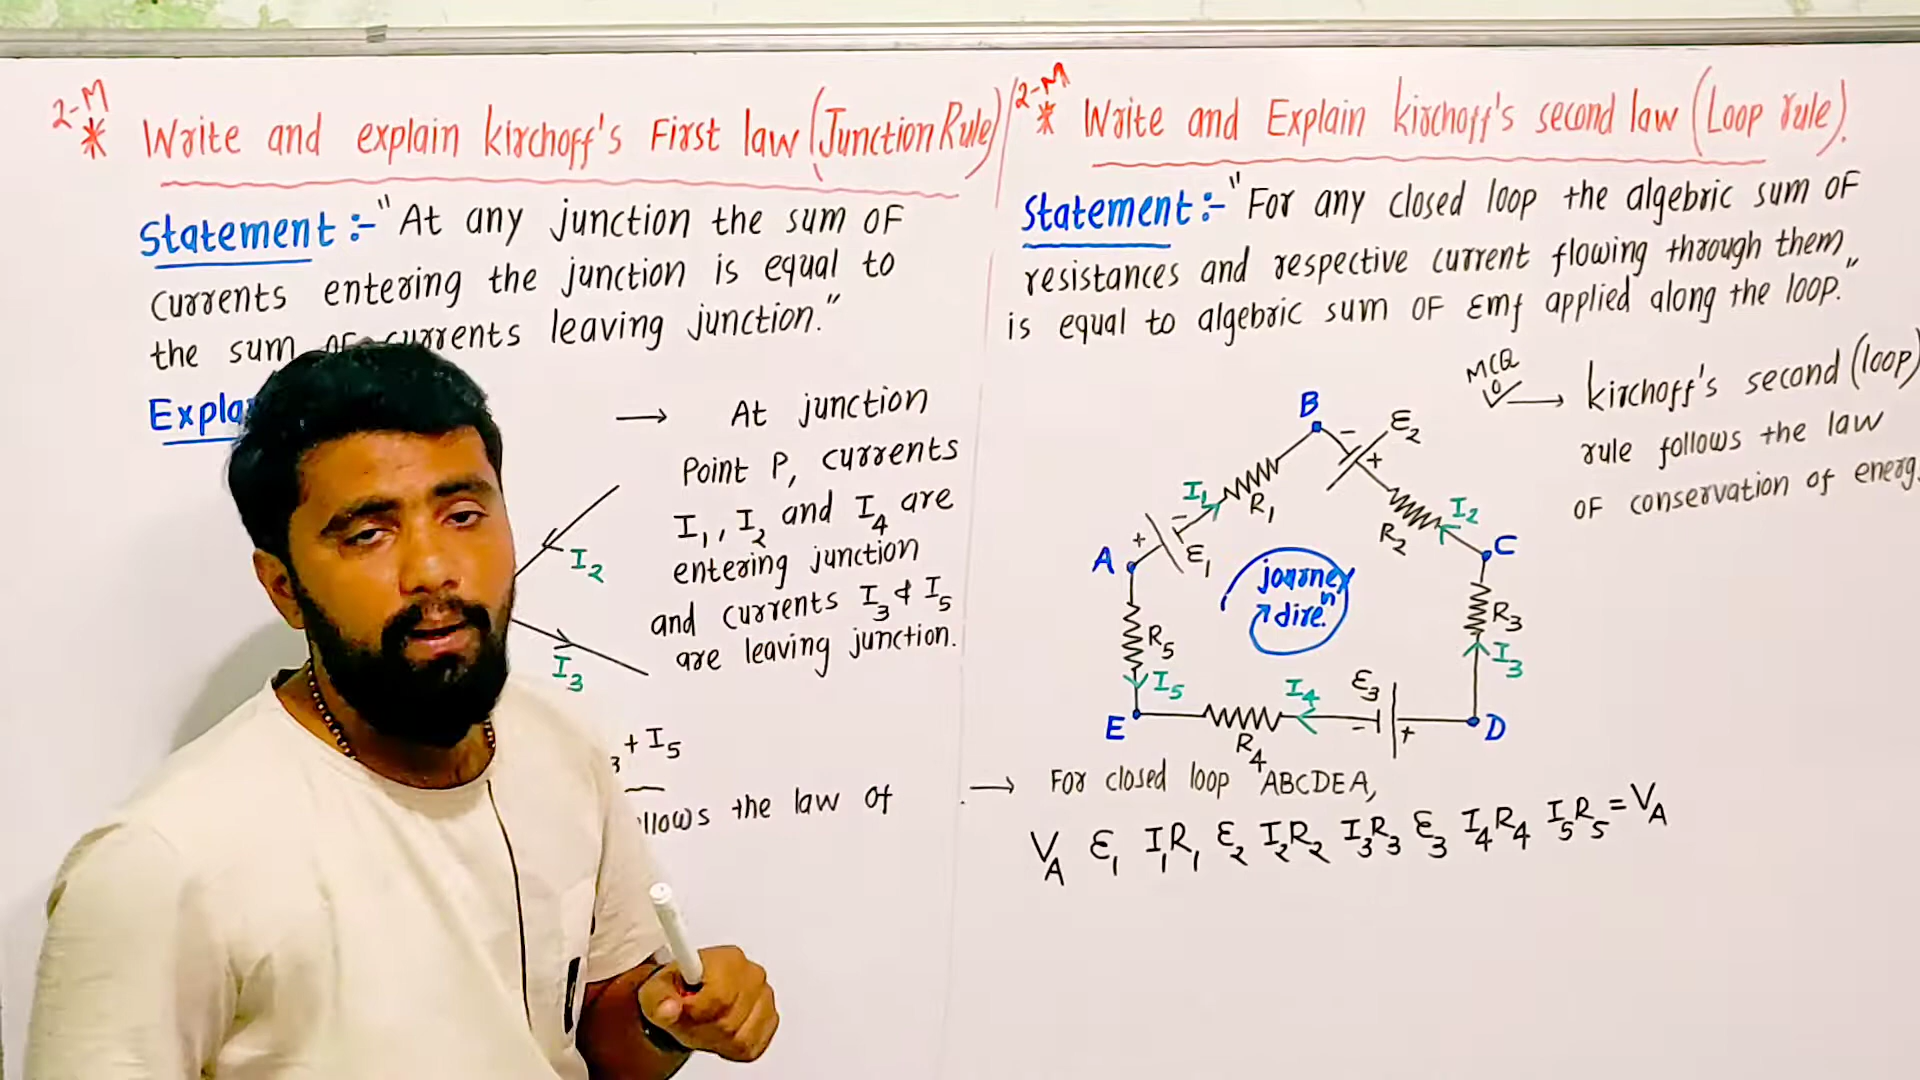 2-M
* Write and explain kirchoff's First law (Junction Rule)
Statement :- "At any junction the sum of
currents entering the junction is equal to
the sum of currents leaving junction."
→ At junction
Point P, currents
I1, I2 and I4 are
entering junction
and currents I3 & I5
are leaving junction.
I2
I3
3 + I5
llows the law of
2-M
* Write and Explain kirchoff's second law (Loop rule).
Statement :- "For any closed loop the algebric sum of
resistances and respective current flowing through them
is equal to algebric sum of Emf applied along the loop."
MCQ
→ kirchoff's second (loop)
rule follows the law
of conservation of energ
B
- ε2
+
I1
R1
I2
R2
C
A
+ -
ε1
journey
diren.
R3
I3
R5
I5
I4
ε3
- +
E
R4
D
→ For closed loop ABCDEA,
VA ε1 I1R1 ε2 I2R2 I3R3 ε3 I4R4 I5R5 = VA